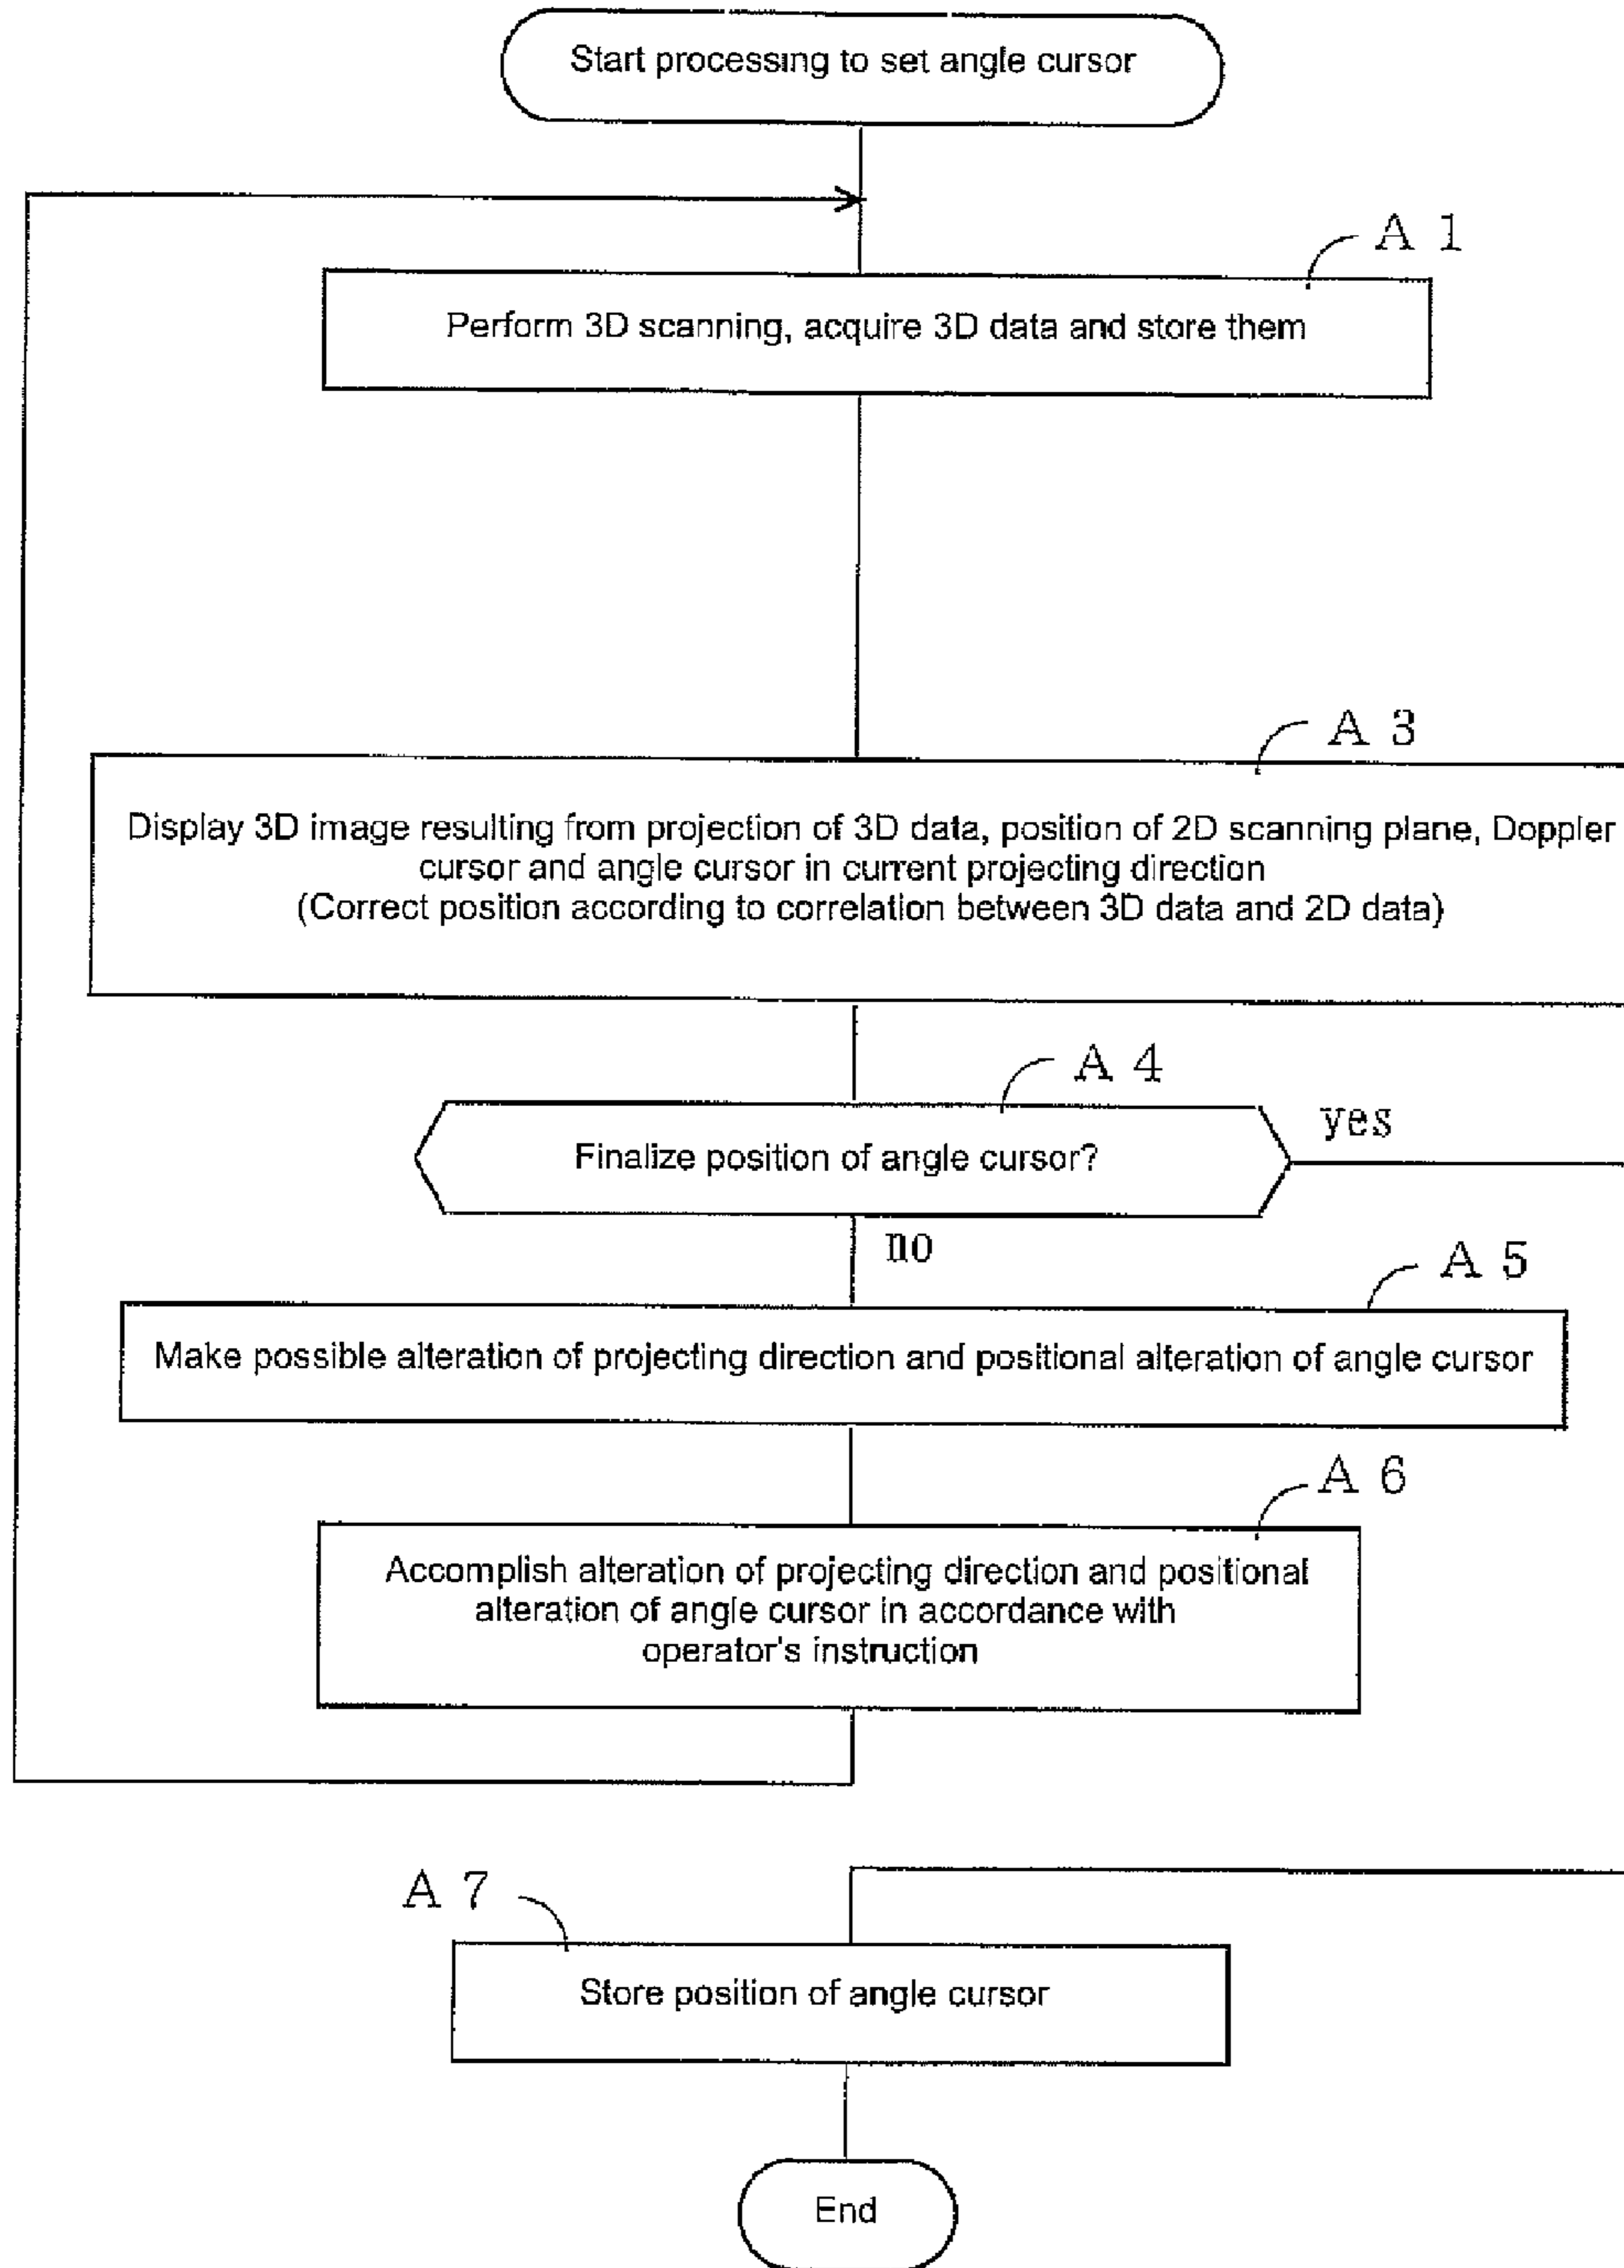 Start processing to set angle cursor
A 1
Perform 3D scanning, acquire 3D data and store them
A 3
Display 3D image resulting from projection of 3D data, position of 2D scanning plane, Doppler
cursor and angle cursor in current projecting direction
(Correct position according to correlation between 3D data and 2D data)
A 4
Finalize position of angle cursor?
yes
no
A 5
Make possible alteration of projecting direction and positional alteration of angle cursor
A 6
Accomplish alteration of projecting direction and positional
alteration of angle cursor in accordance with
operator's instruction
A 7
Store position of angle cursor
End